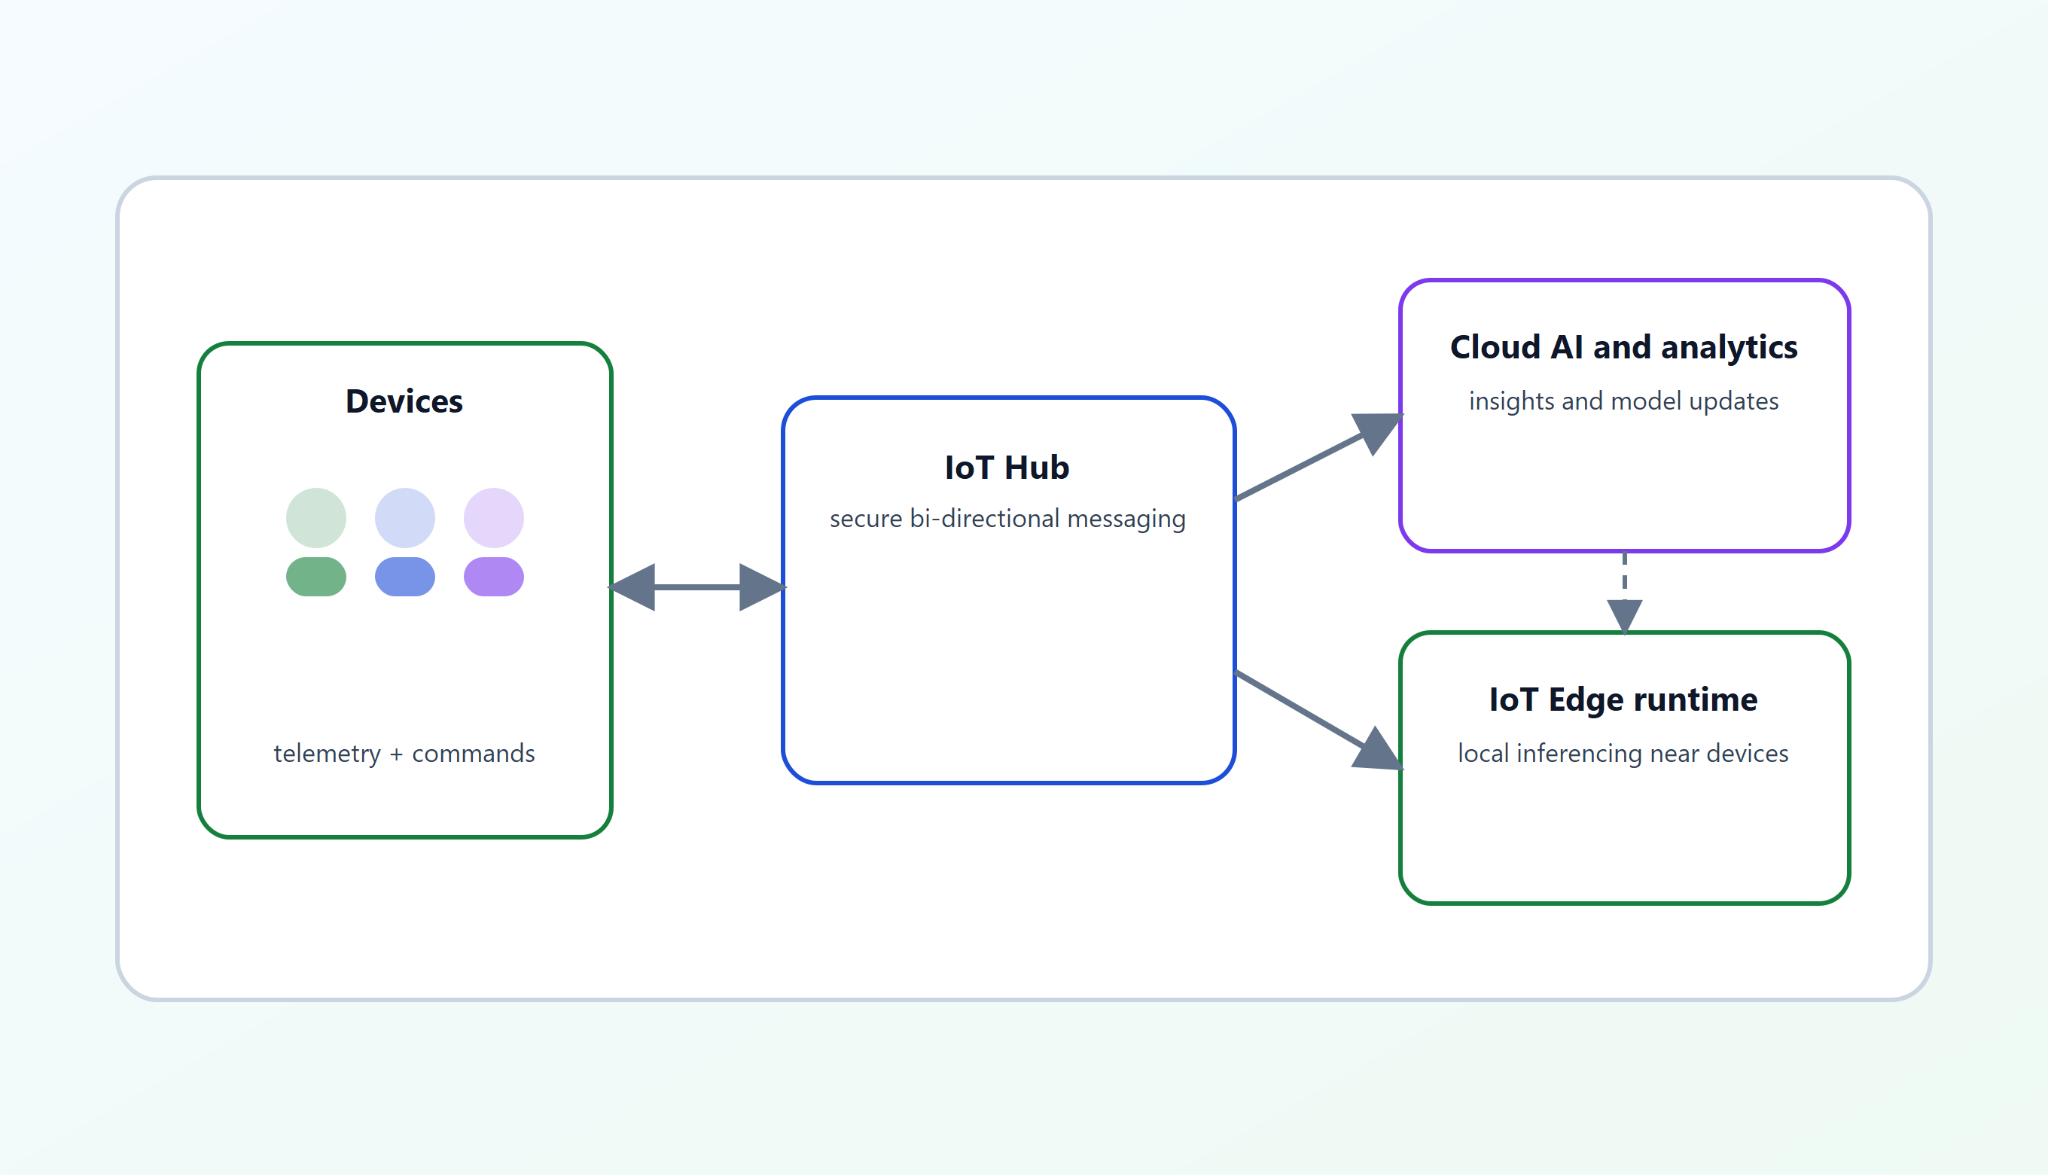 Devices
telemetry + commands
IoT Hub
secure bi-directional messaging
Cloud AI and analytics
insights and model updates
IoT Edge runtime
local inferencing near devices